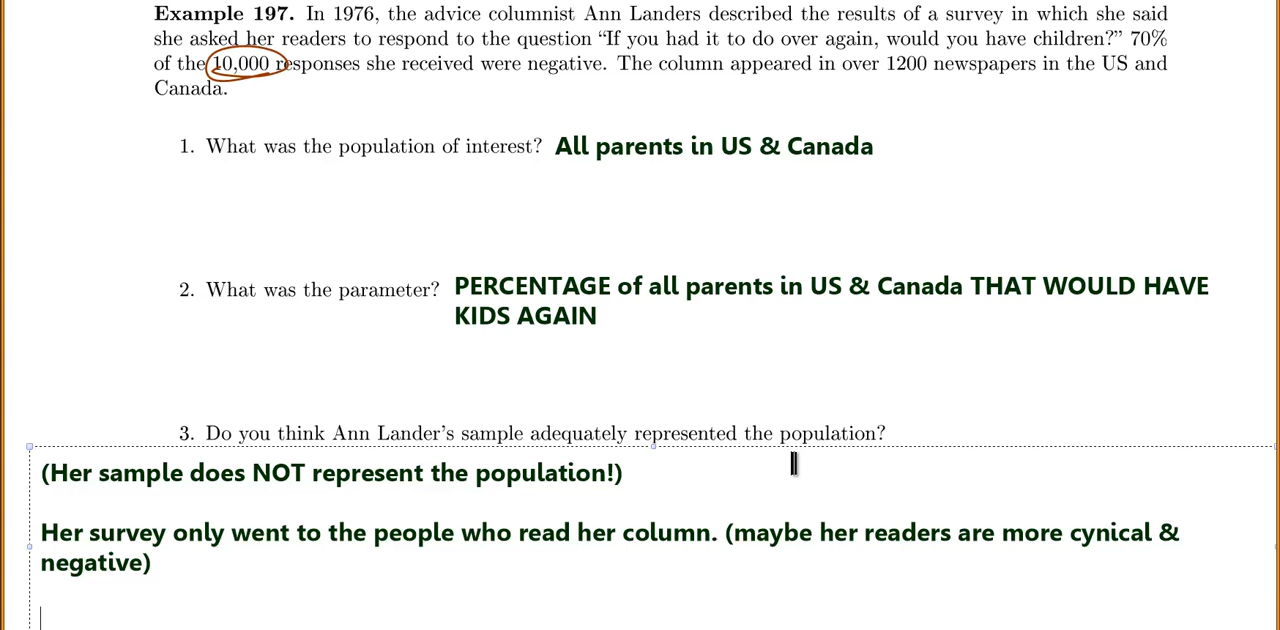 Example 197. In 1976, the advice columnist Ann Landers described the results of a survey in which she said
she asked her readers to respond to the question “If you had it to do over again, would you have children?” 70%
of the 10,000 responses she received were negative. The column appeared in over 1200 newspapers in the US and
Canada.
1. What was the population of interest? All parents in US & Canada
2. What was the parameter? PERCENTAGE of all parents in US & Canada THAT WOULD HAVE
KIDS AGAIN
3. Do you think Ann Lander’s sample adequately represented the population?
(Her sample does NOT represent the population!)
Her survey only went to the people who read her column. (maybe her readers are more cynical &
negative)